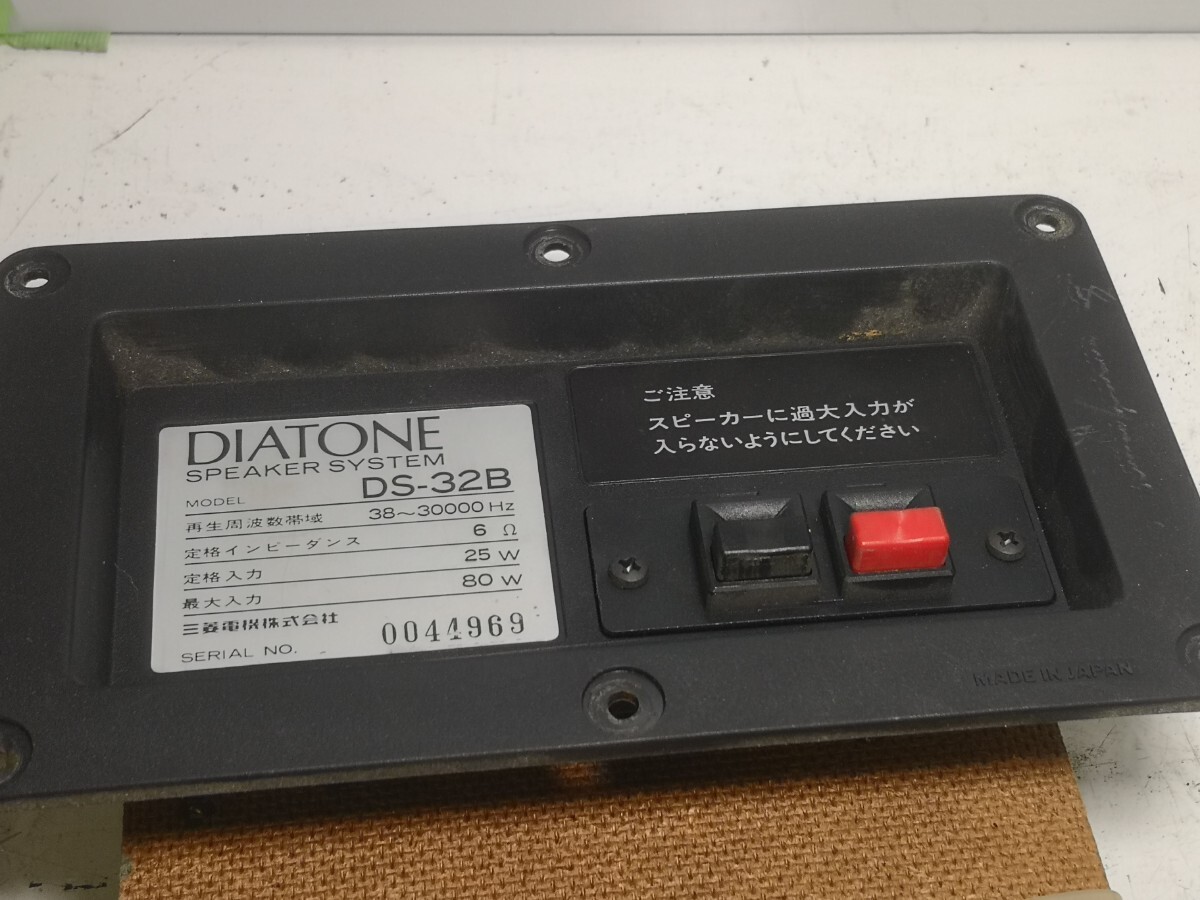 DIATONE
SPEAKER SYSTEM
MODEL DS-32B
再生周波数帯域 38～30000 Hz
定格インピーダンス 6 Ω
定格入力 25 W
最大入力 80 W
三菱電機株式会社
SERIAL NO. 0044969
ご注意
スピーカーに過大入力が
入らないようにしてください
MADE IN JAPAN